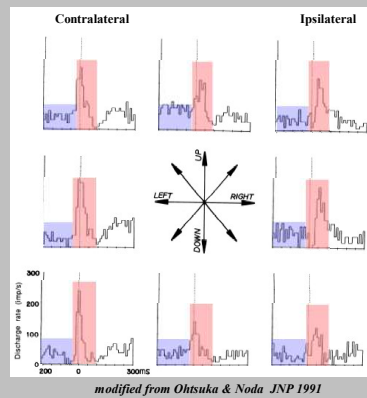 Contralateral Ipsilateral
UP
LEFT RIGHT
DOWN
Discharge rate (imp/s)
300
200
100
0
200 0 300ms
modified from Ohtsuka & Noda JNP 1991